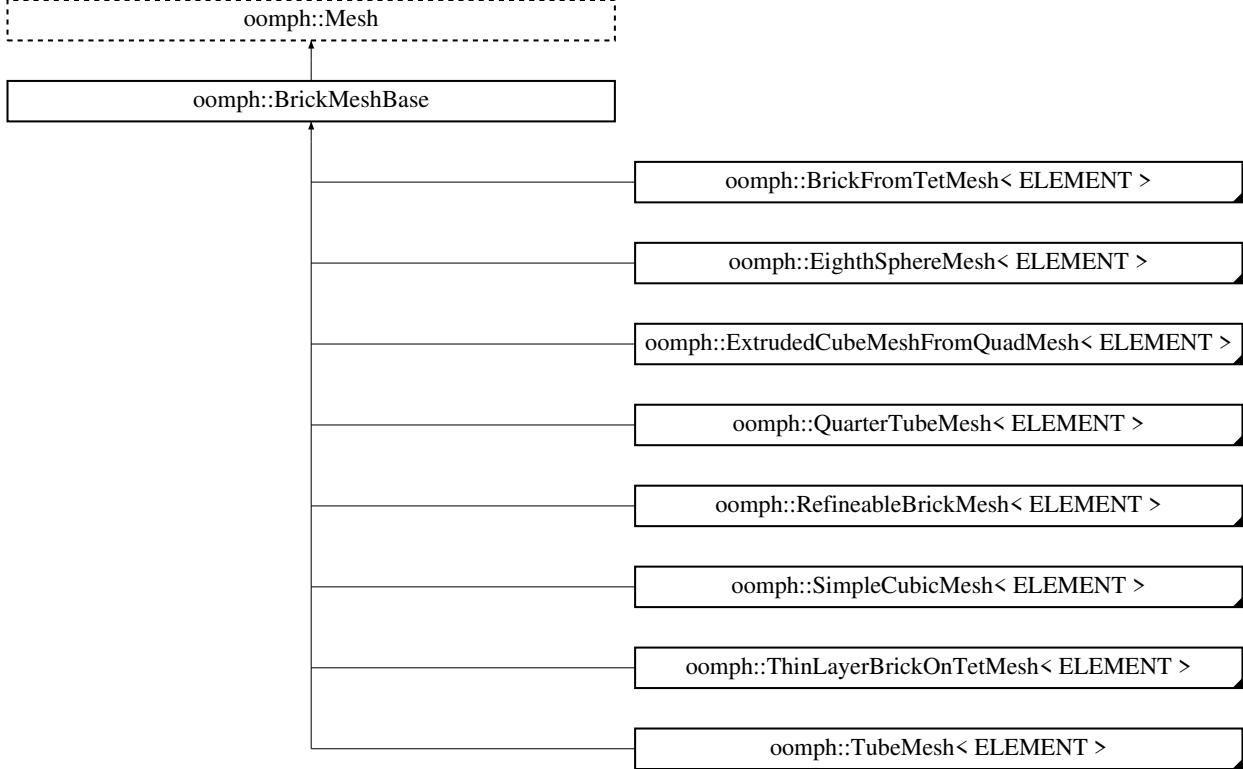 oomph::Mesh
oomph::BrickMeshBase
oomph::BrickFromTetMesh< ELEMENT >
oomph::EighthSphereMesh< ELEMENT >
oomph::ExtrudedCubeMeshFromQuadMesh< ELEMENT >
oomph::QuarterTubeMesh< ELEMENT >
oomph::RefineableBrickMesh< ELEMENT >
oomph::SimpleCubicMesh< ELEMENT >
oomph::ThinLayerBrickOnTetMesh< ELEMENT >
oomph::TubeMesh< ELEMENT >